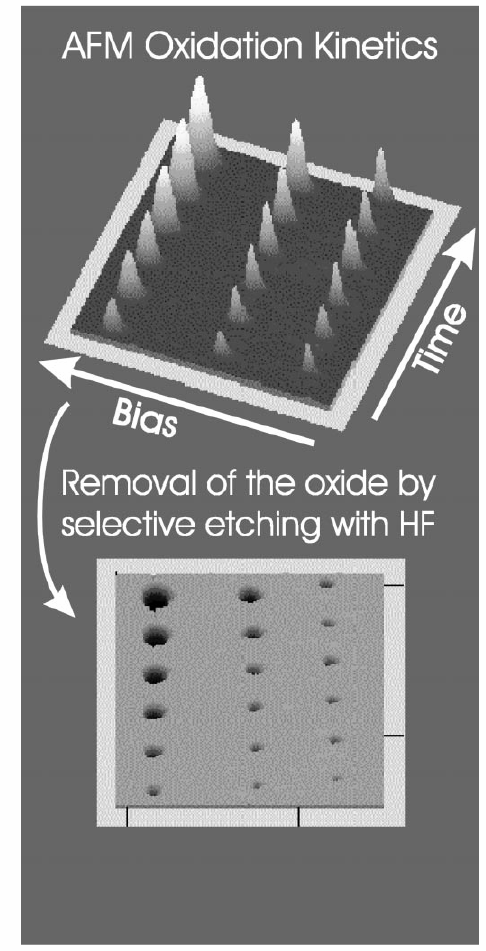 AFM Oxidation Kinetics
Time
Bias
Removal of the oxide by
selective etching with HF